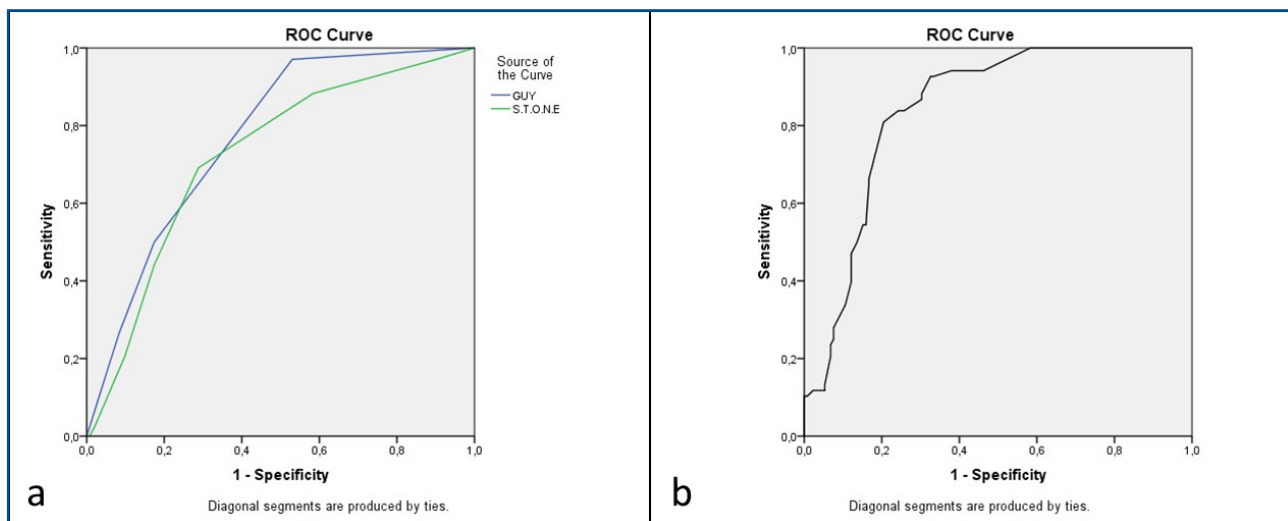 ROC Curve
1,0
0,8
0,6
0,4
0,2
0,0
Sensitivity
0,0 0,2 0,4 0,6 0,8 1,0
1 - Specificity
Diagonal segments are produced by ties.
Source of
the Curve
GUY
S.T.O.N.E
a
ROC Curve
1,0
0,8
0,6
0,4
0,2
0,0
Sensitivity
0,0 0,2 0,4 0,6 0,8 1,0
1 - Specificity
Diagonal segments are produced by ties.
b